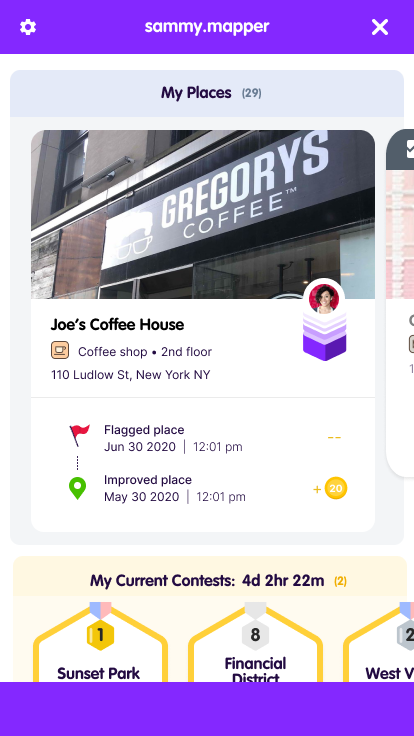 sammy.mapper
My Places (29)
GREGORYS
COFFEE™
Joe's Coffee House
Coffee shop • 2nd floor
110 Ludlow St, New York NY
Flagged place
Jun 30 2020 | 12:01 pm
--
Improved place
May 30 2020 | 12:01 pm
+ 20
My Current Contests: 4d 2hr 22m (2)
1
8
2
Sunset Park
Financial
District
West V